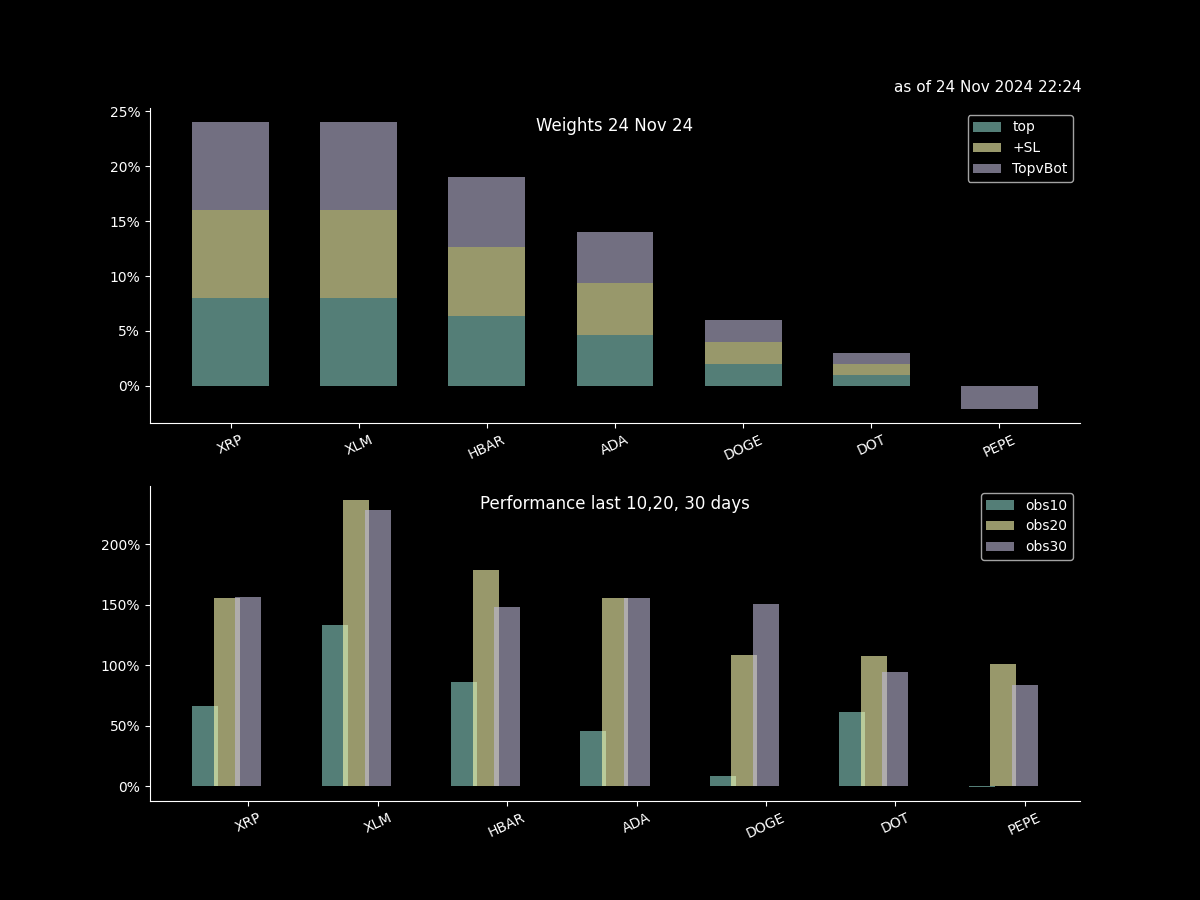 as of 24 Nov 2024 22:24
Weights 24 Nov 24
25%
20%
15%
10%
5%
0%
top
+SL
TopvBot
XRP XLM HBAR ADA DOGE DOT PEPE
Performance last 10,20, 30 days
200%
150%
100%
50%
0%
obs10
obs20
obs30
XRP XLM HBAR ADA DOGE DOT PEPE